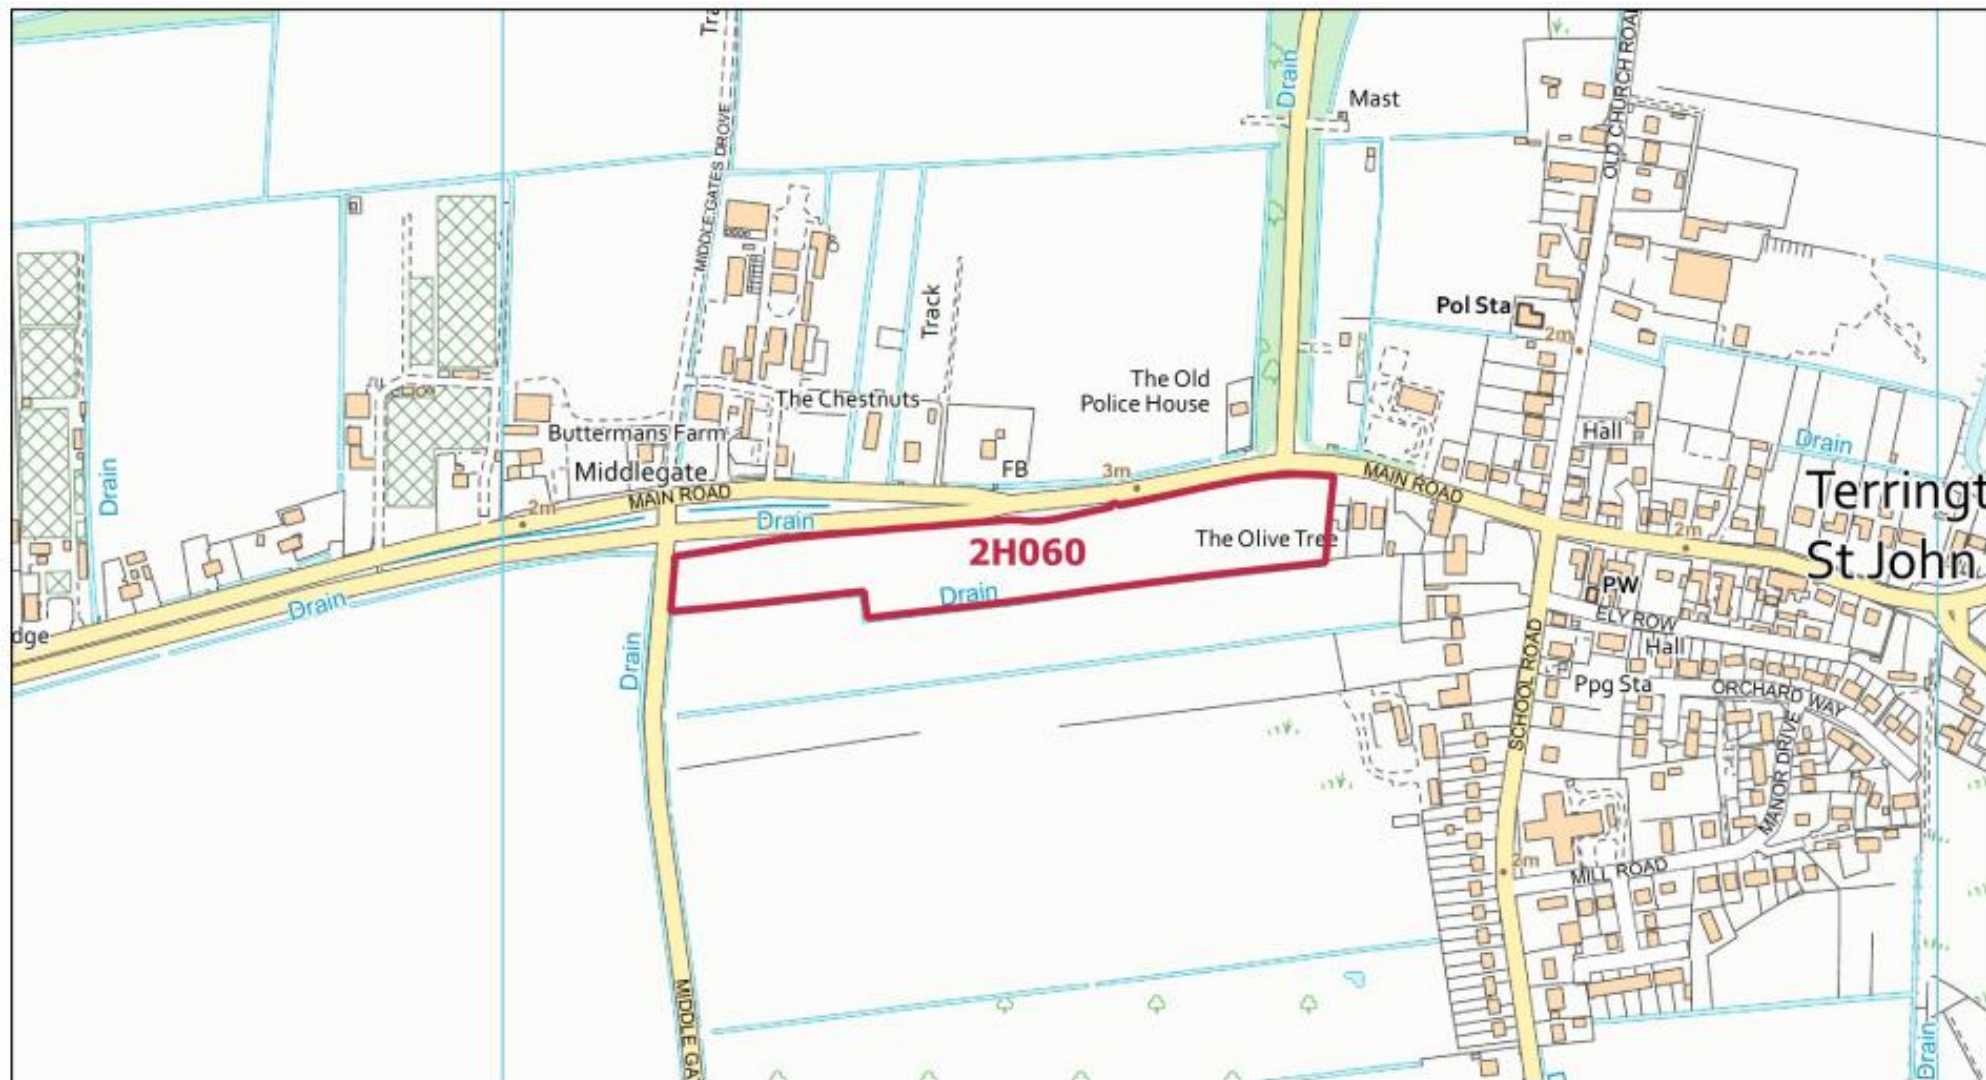 Tra
Drain
Mast
OLD CHURCH ROA
MIDDLE GATES DROVE
Track
Pol Sta
2m
The Old
Police House
The Chestnuts
Buttermans Farm
Middlegate
FB
3m
Hall
Drain
Drain
MAIN ROAD
MAIN ROAD
2m
Drain
The Olive Tree
2H060
2m
Terringt
St John
PW
Drain
Drain
dge
Drain
ELY ROW
Hall
SCHOOL ROAD
Ppg Sta
ORCHARD WAY
MANOR DRIVE
2m
MILL ROAD
MIDDLE GA
Drain